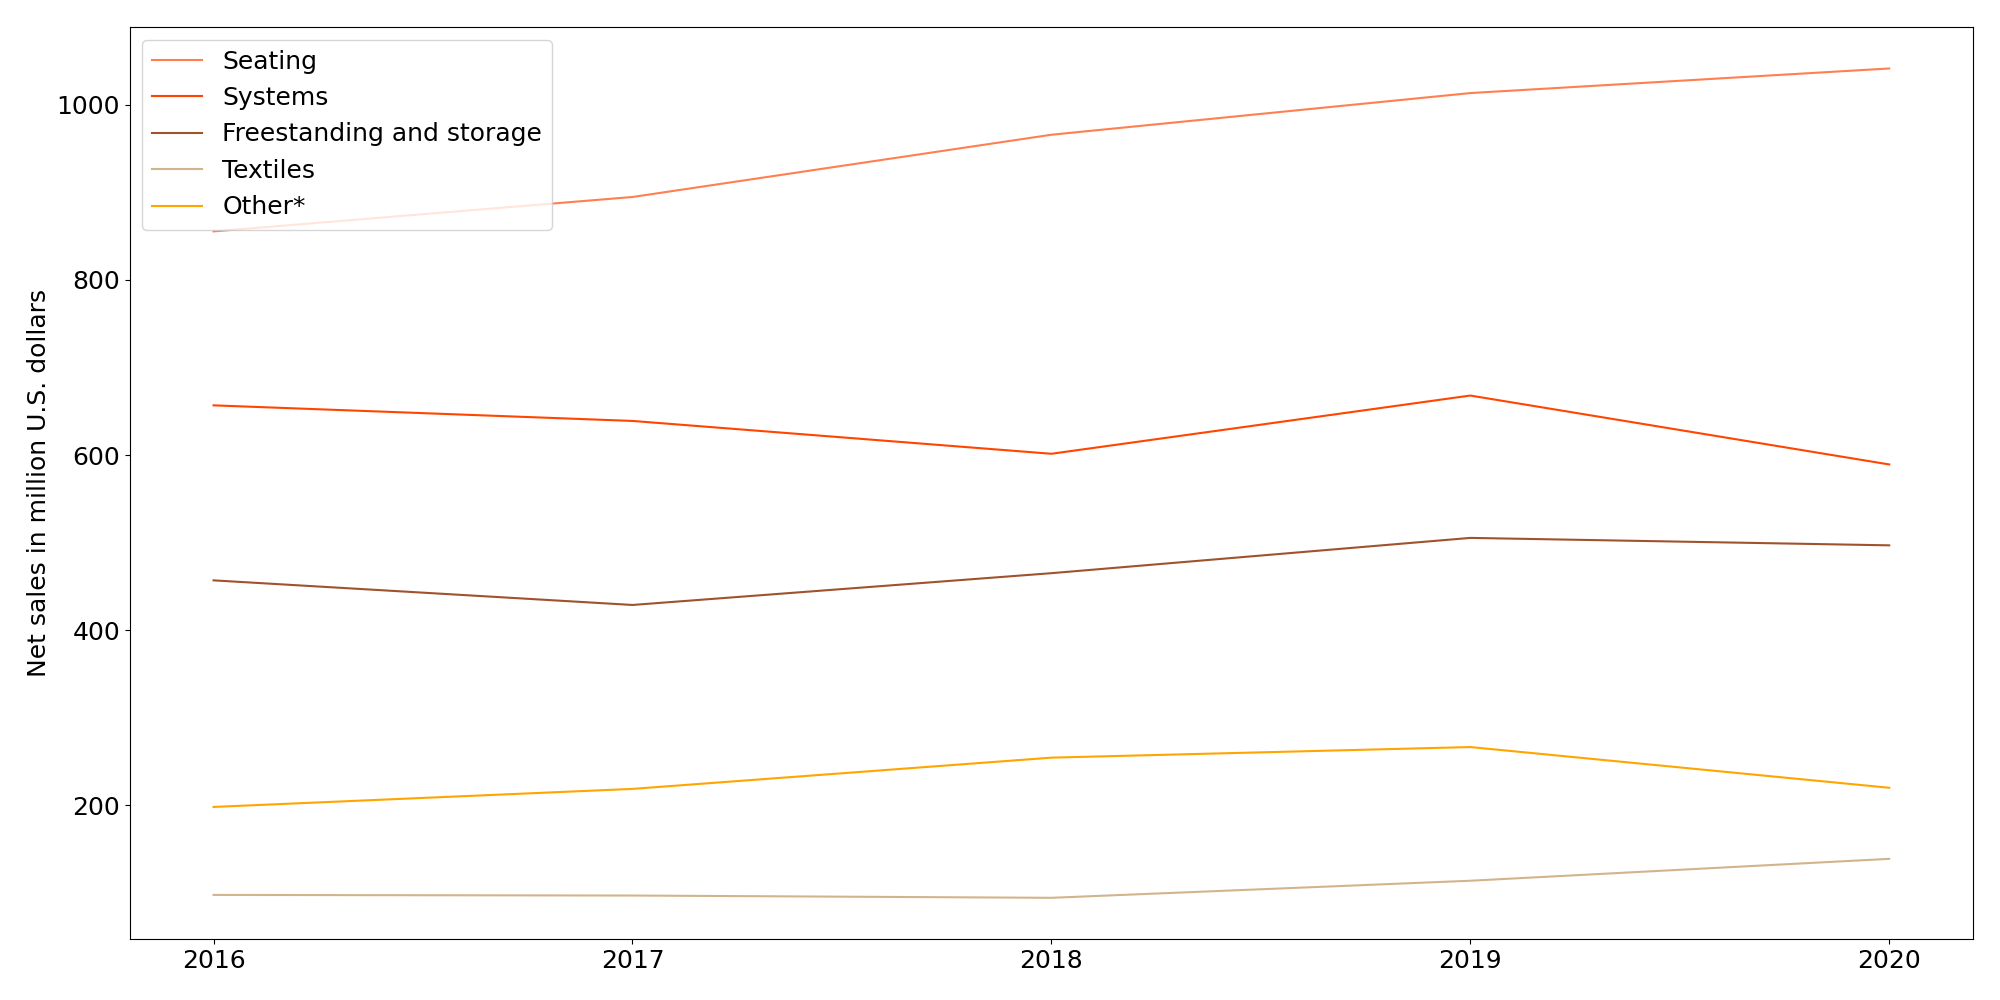 Seating
Systems
Freestanding and storage
Textiles
Other*
Net sales in million U.S. dollars
1000
800
600
400
200
2016 2017 2018 2019 2020